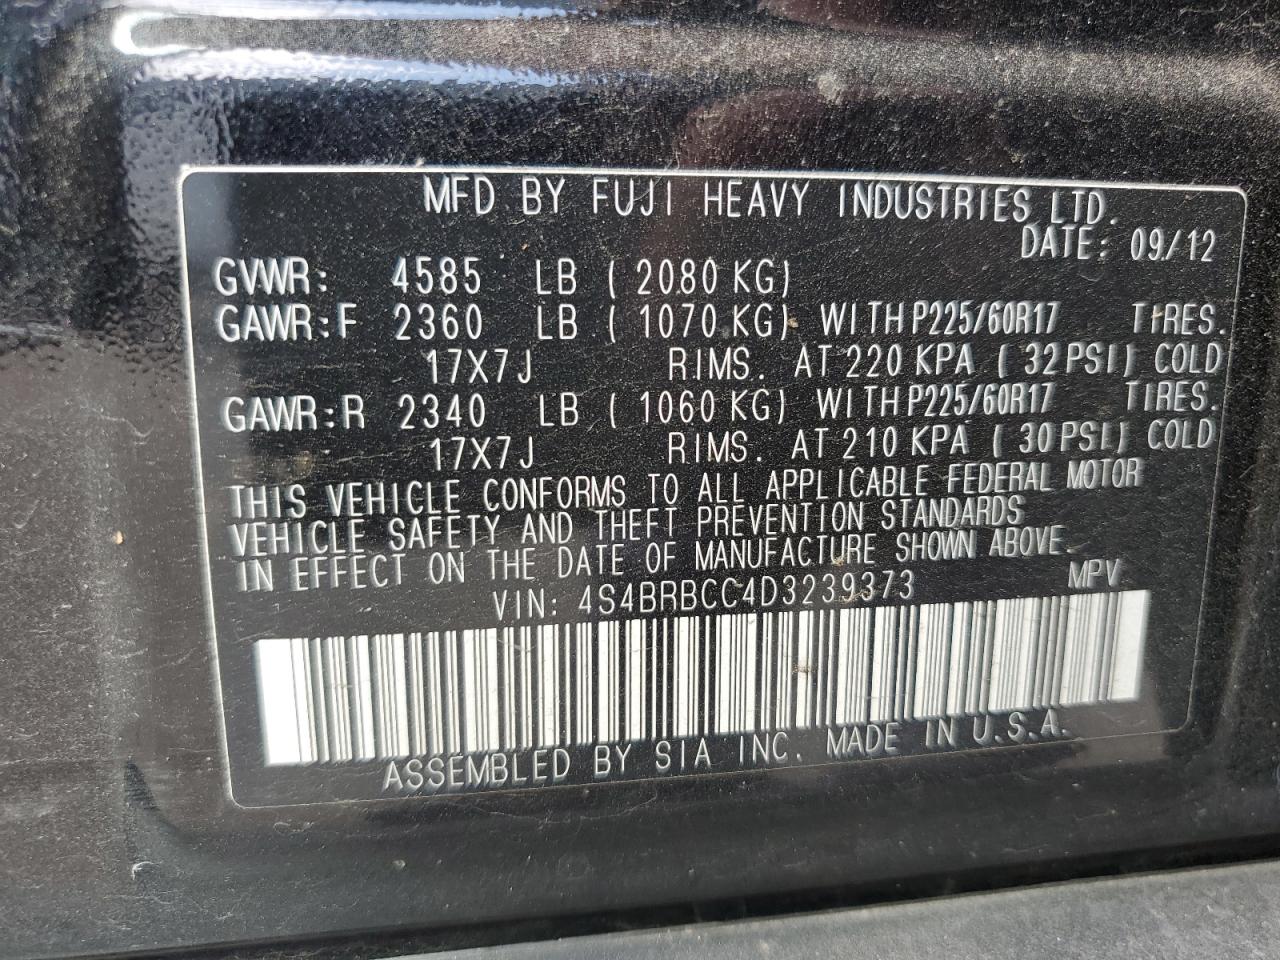 MFD BY FUJI HEAVY INDUSTRIES LTD.
DATE: 09/12
GVWR: 4585 LB ( 2080 KG)
GAWR:F 2360 LB ( 1070 KG) WITH P225/60R17 TIRES.
17X7J RIMS. AT 220 KPA ( 32 PSI) COLD
GAWR:R 2340 LB ( 1060 KG) WITH P225/60R17 TIRES.
17X7J RIMS. AT 210 KPA ( 30 PSI) COLD
THIS VEHICLE CONFORMS TO ALL APPLICABLE FEDERAL MOTOR
VEHICLE SAFETY AND THEFT PREVENTION STANDARDS
IN EFFECT ON THE DATE OF MANUFACTURE SHOWN ABOVE.
VIN: 4S4BRBCC4D3239373 MPV
ASSEMBLED BY SIA INC. MADE IN U.S.A.